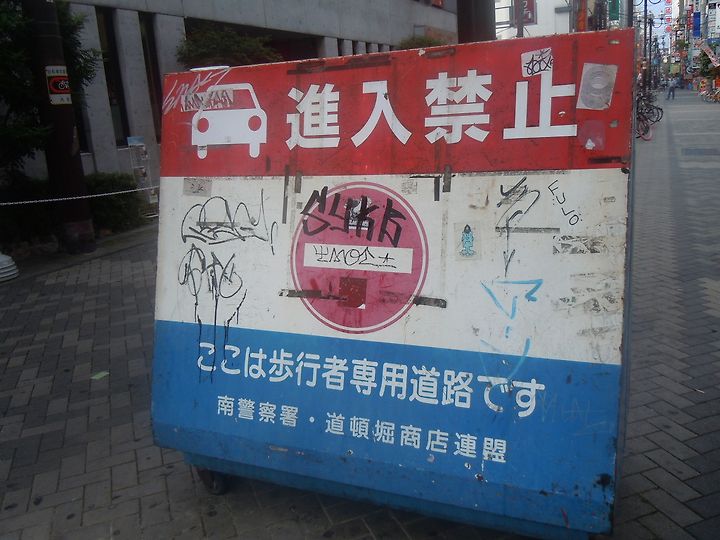 進入禁止
ここは歩行者専用道路です
南警察署・道頓堀商店連盟